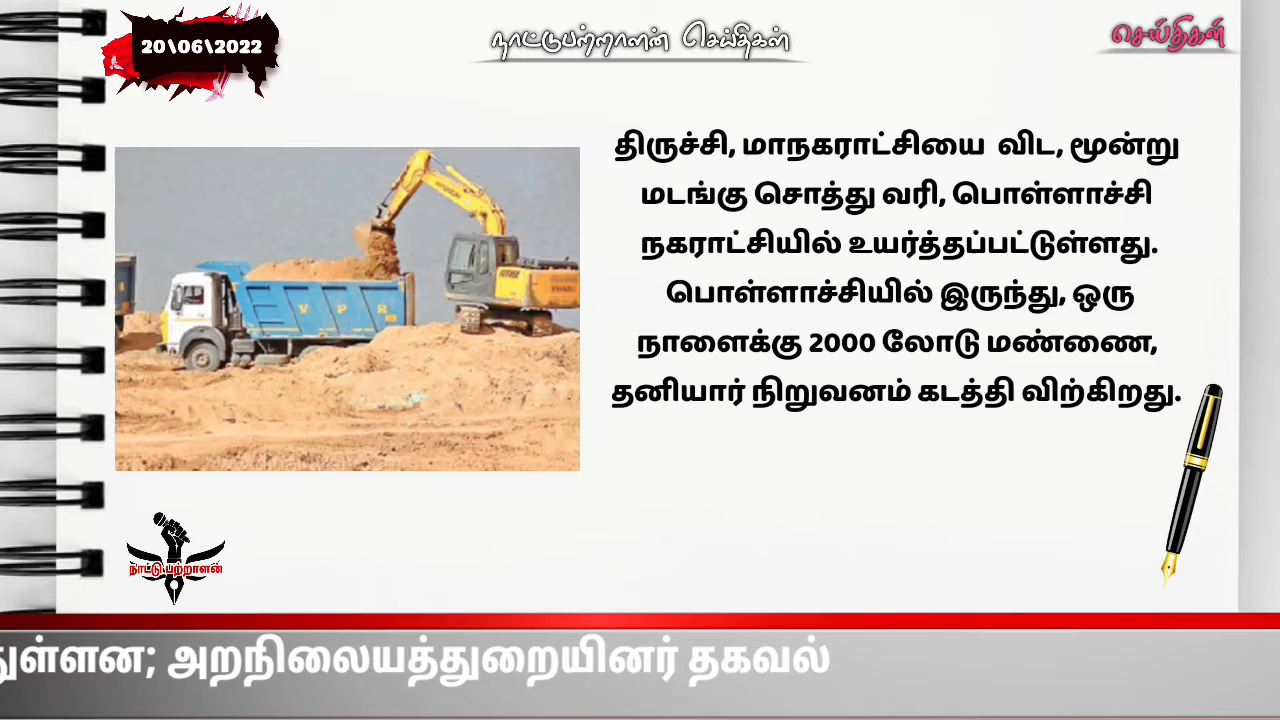 20\06\2022
நாட்டுபற்றாளன் செய்திகள்
செய்திகள்
திருச்சி, மாநகராட்சியை விட, மூன்று
மடங்கு சொத்து வரி, பொள்ளாச்சி
நகராட்சியில் உயர்த்தப்பட்டுள்ளது.
பொள்ளாச்சியில் இருந்து, ஒரு
நாளைக்கு 2000 லோடு மண்ணை,
தனியார் நிறுவனம் கடத்தி விற்கிறது.
V P R
நாட்டு பற்றாளன்
துள்ளன; அறநிலையத்துறையினர் தகவல்